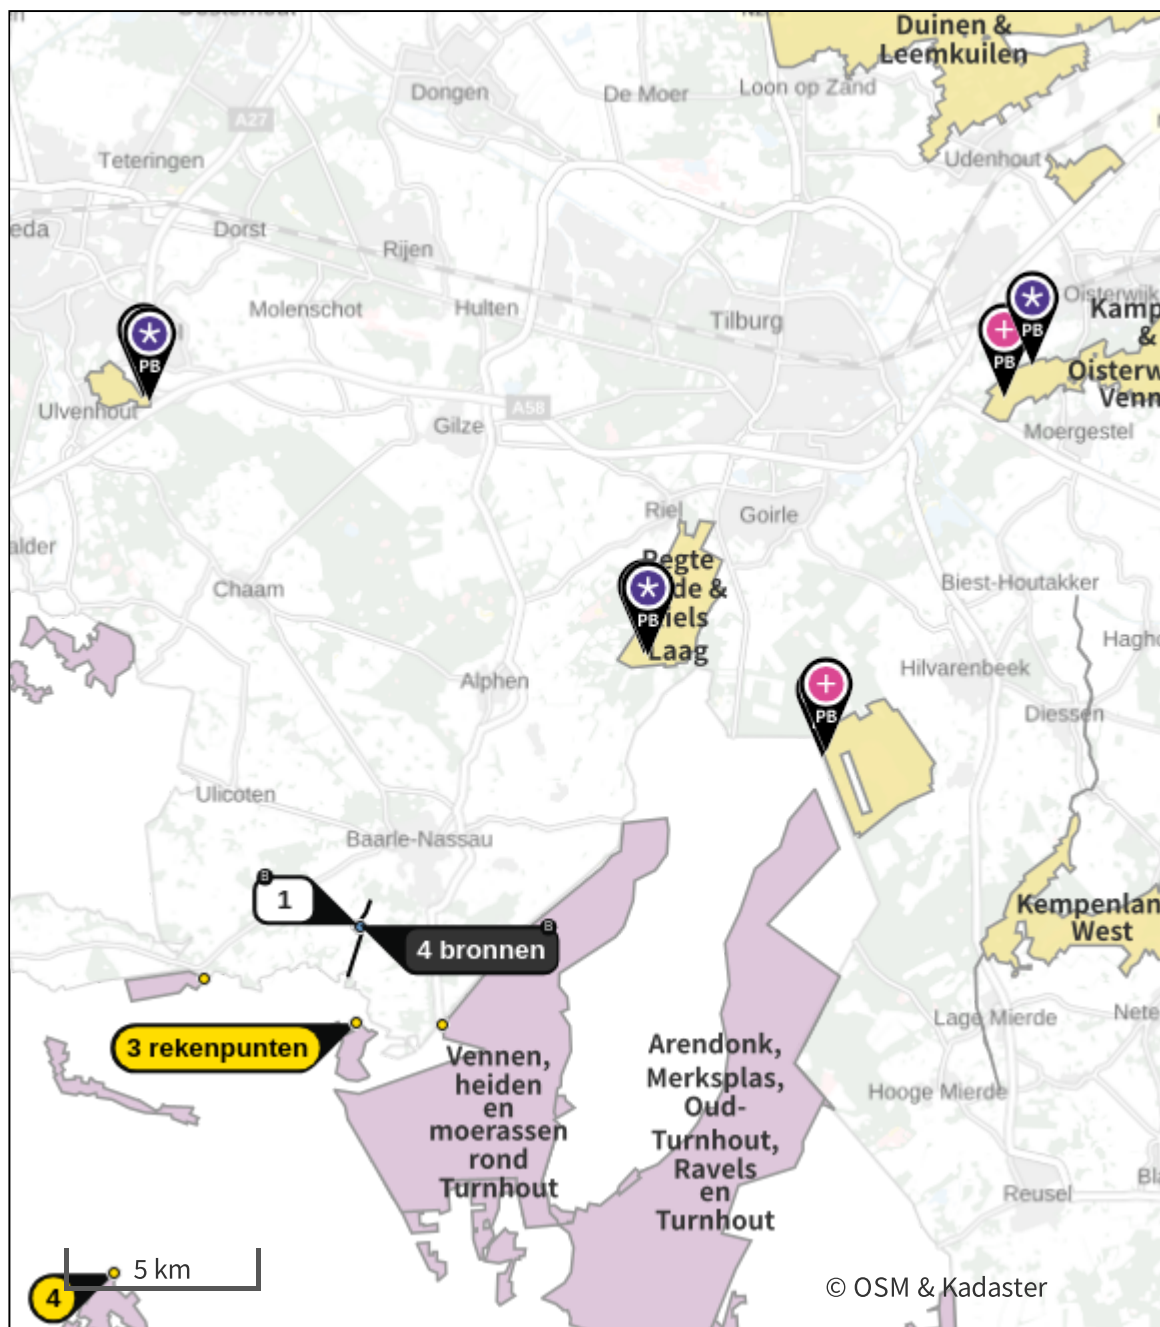 Duinen &
Leemkuilen
Dongen
De Moer
Loon op Zand
A27
Teteringen
Udenhout
eda
Dorst
Rijen
Oisterwijk
Molenschot
Hulten
Tilburg
Kamp
&
PB
PB
PB
Oisterw
Venn
Ulvenhout
A58
Gilze
Moergestel
Riel
Goirle
alder
Regte
de &
Chaam
Biest-Houtakker
PB
iels
Laag
Hagho
Hilvarenbeek
Alphen
PB
Diessen
Ulicoten
Baarle-Nassau
B
1
Kempenlan
West
B
4 bronnen
Lage Mierde
Nete
3 rekenpunten
Vennen,
heiden
en
moerassen
rond
Turnhout
Arendonk,
Merksplas,
Oud-
Turnhout,
Ravels
en
Turnhout
Hooge Mierde
Bla
Reusel
5 km
4
© OSM & Kadaster